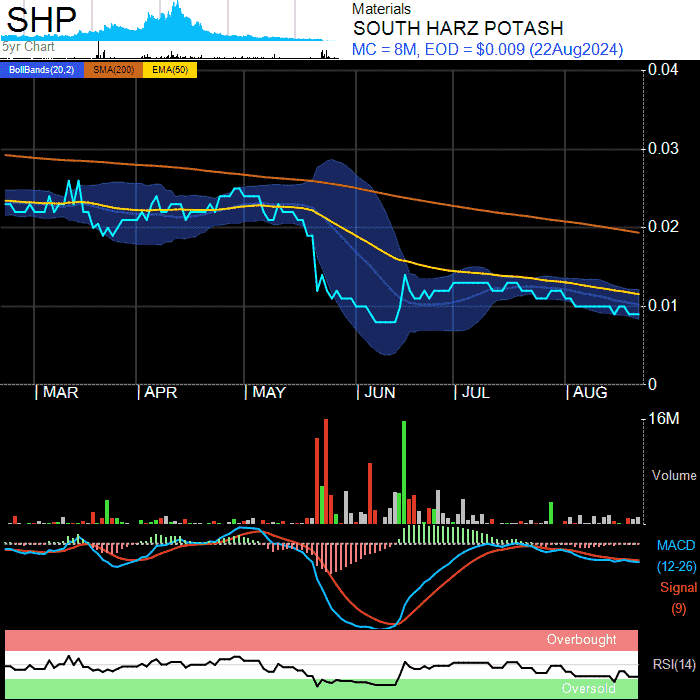 SHP
5yr Chart
Materials
SOUTH HARZ POTASH
MC = 8M, EOD = $0.009 (22Aug2024)
BollBands(20,2) SMA(200) EMA(50)
0.04
0.03
0.02
0.01
0
MAR APR MAY JUN JUL AUG
16M
Volume
MACD
(12-26)
Signal
(9)
Overbought
RSI(14)
Oversold